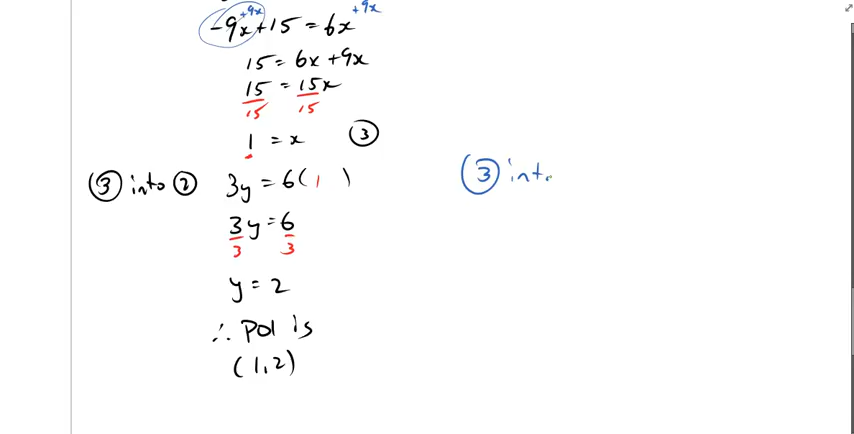 -9x +9x +15 = 6x +9x
15 = 6x + 9x
15/15 = 15x/15
1 = x ③
③ into ② 3y = 6(1 )
3y/3 = 6/3
y = 2
∴ POI is
(1,2)
③ into